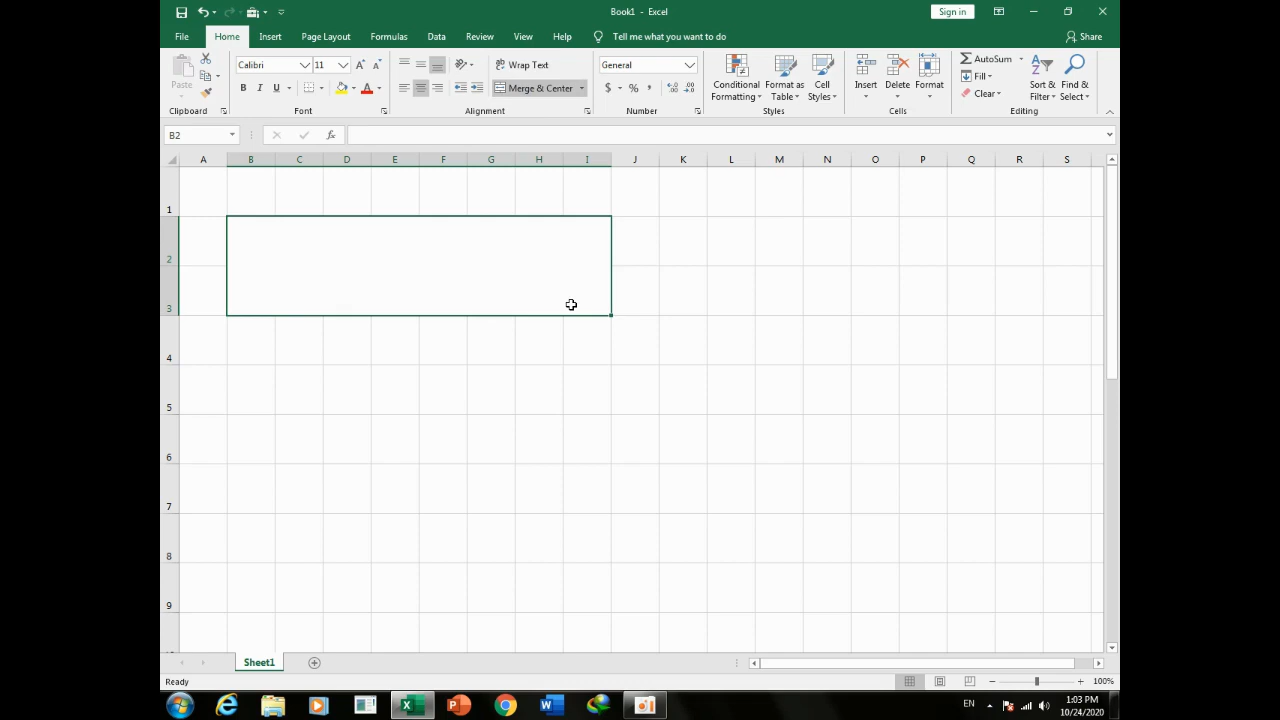 Book1 - Excel
Sign in
File Home Insert Page Layout Formulas Data Review View Help Tell me what you want to do Share
Calibri 11 Wrap Text General AutoSum
Paste B I U Merge & Center $ % , Conditional Formatting Format as Table Cell Styles Insert Delete Format Fill Sort & Filter Find & Select
Clear
Clipboard Font Alignment Number Styles Cells Editing
B2 fx
A B C D E F G H I J K L M N O P Q R S
1
2
3
4
5
6
7
8
9
Sheet1
Ready 100%
EN 1:03 PM
10/24/2020